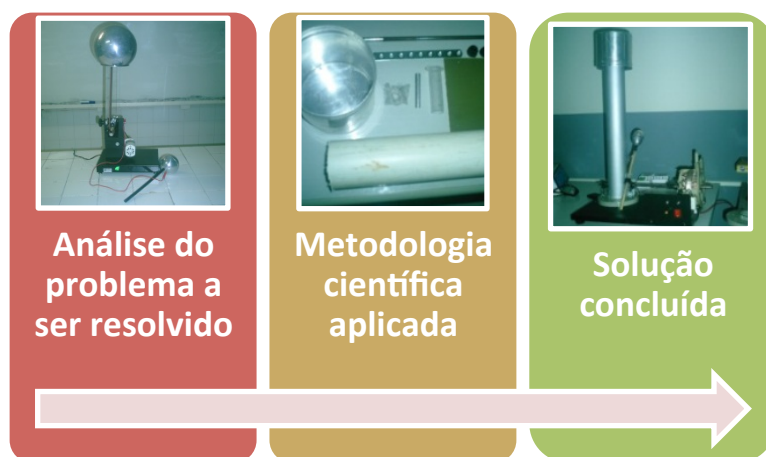 Análise do
problema a
ser resolvido
Metodologia
científica
aplicada
Solução
concluída